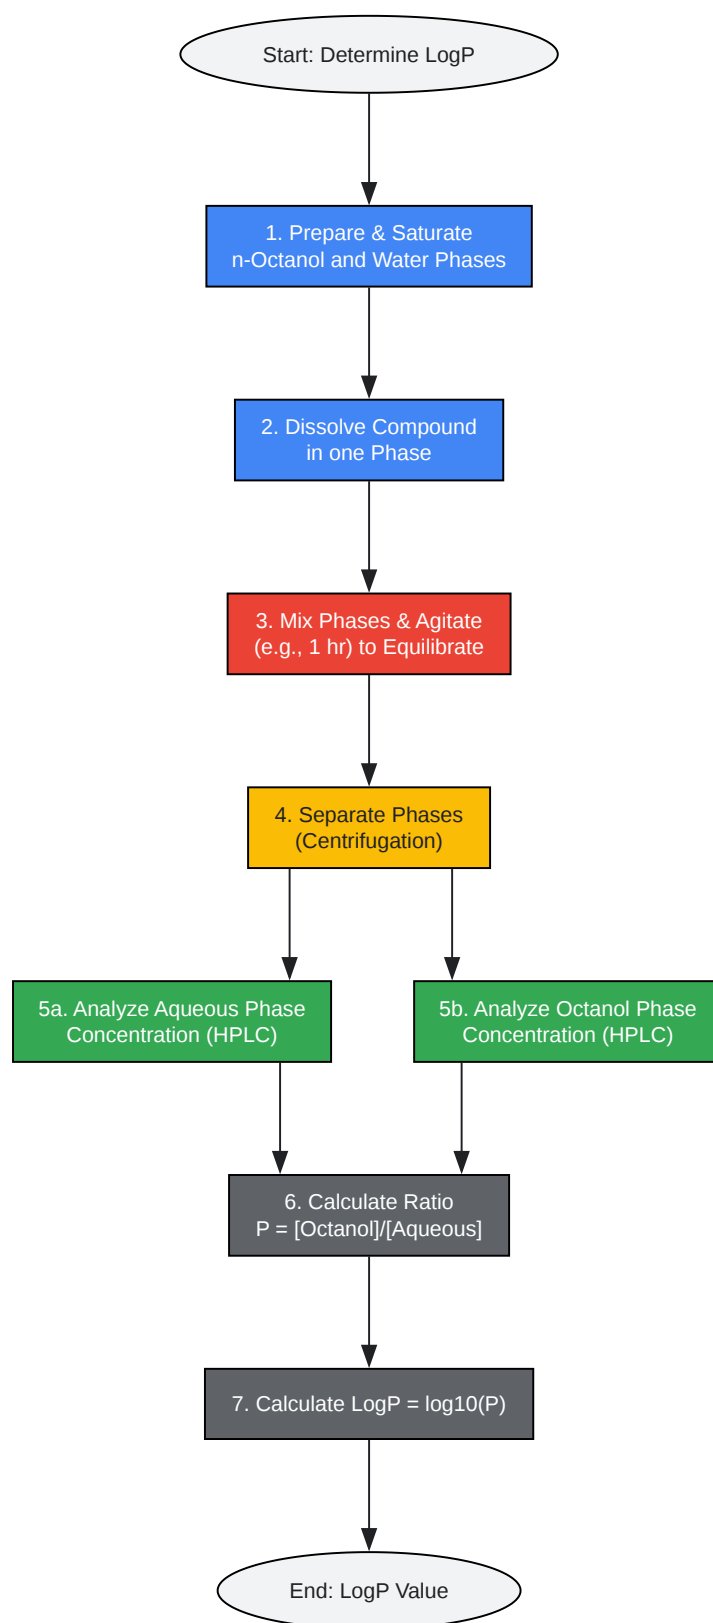 Start: Determine LogP
1. Prepare & Saturate
n-Octanol and Water Phases
2. Dissolve Compound
in one Phase
3. Mix Phases & Agitate
(e.g., 1 hr) to Equilibrate
4. Separate Phases
(Centrifugation)
5a. Analyze Aqueous Phase
Concentration (HPLC)
5b. Analyze Octanol Phase
Concentration (HPLC)
6. Calculate Ratio
P = [Octanol]/[Aqueous]
7. Calculate LogP = log10(P)
End: LogP Value